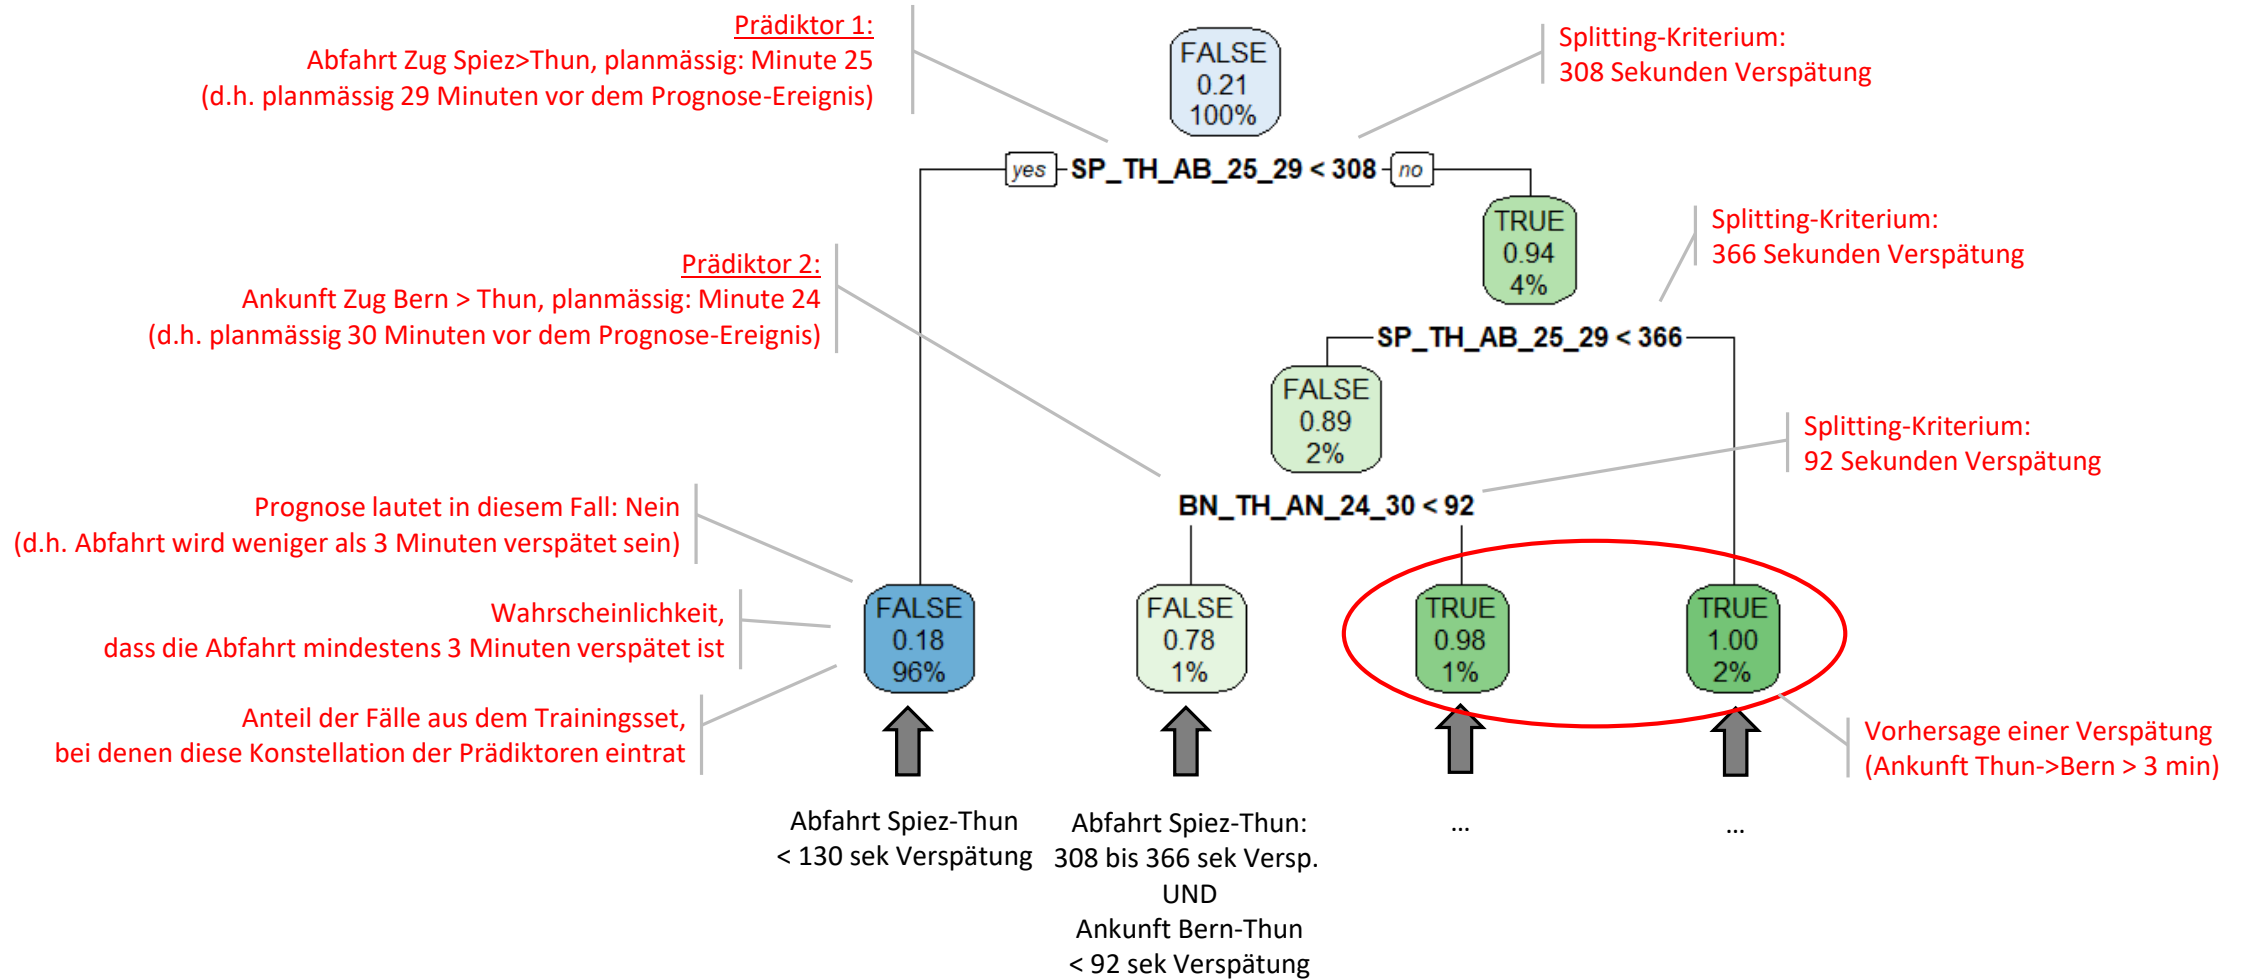 Prädiktor 1:
Abfahrt Zug Spiez>Thun, planmässig: Minute 25
(d.h. planmässig 29 Minuten vor dem Prognose-Ereignis)
FALSE
0.21
100%
Splitting-Kriterium:
308 Sekunden Verspätung
yes SP_TH_AB_25_29 < 308 no
TRUE
0.94
4%
Splitting-Kriterium:
366 Sekunden Verspätung
Prädiktor 2:
Ankunft Zug Bern > Thun, planmässig: Minute 24
(d.h. planmässig 30 Minuten vor dem Prognose-Ereignis)
SP_TH_AB_25_29 < 366
FALSE
0.89
2%
Splitting-Kriterium:
92 Sekunden Verspätung
BN_TH_AN_24_30 < 92
Prognose lautet in diesem Fall: Nein
(d.h. Abfahrt wird weniger als 3 Minuten verspätet sein)
Wahrscheinlichkeit,
dass die Abfahrt mindestens 3 Minuten verspätet ist
Anteil der Fälle aus dem Trainingsset,
bei denen diese Konstellation der Prädiktoren eintrat
FALSE
0.18
96%
FALSE
0.78
1%
TRUE
0.98
1%
TRUE
1.00
2%
Vorhersage einer Verspätung
(Ankunft Thun->Bern > 3 min)
Abfahrt Spiez-Thun
< 130 sek Verspätung
Abfahrt Spiez-Thun:
308 bis 366 sek Versp.
UND
Ankunft Bern-Thun
< 92 sek Verspätung
...
...